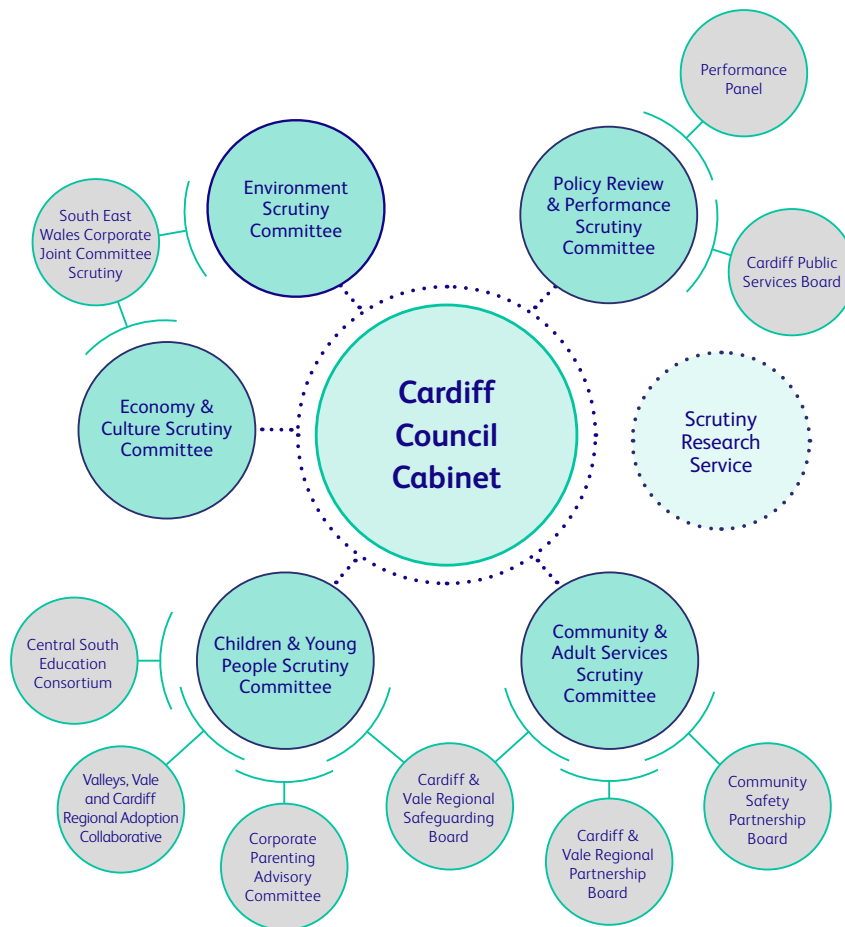 Performance
Panel
Environment
Scrutiny
Committee
Policy Review
& Performance
Scrutiny
Committee
South East
Wales Corporate
Joint Committee
Scrutiny
Cardiff Public
Services Board
Economy &
Culture Scrutiny
Committee
Cardiff
Council
Cabinet
Scrutiny
Research
Service
Central South
Education
Consortium
Children & Young
People Scrutiny
Committee
Community &
Adult Services
Scrutiny
Committee
Valleys, Vale
and Cardiff
Regional Adoption
Collaborative
Corporate
Parenting
Advisory
Committee
Cardiff &
Vale Regional
Safeguarding
Board
Cardiff &
Vale Regional
Partnership
Board
Community
Safety
Partnership
Board